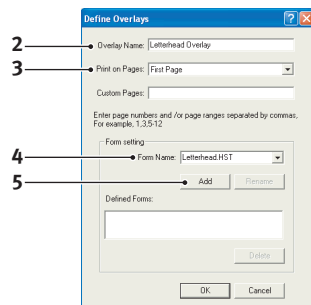 Define Overlays
2 Overlay Name: Letterhead Overlay
3 Print on Pages: First Page
Custom Pages:
Enter page numbers and /or page ranges separated by commas,
For example, 1,3,5-12
Form setting
4 Form Name: Letterhead.HST
5 Add Rename
Defined Forms:
Delete
OK Cancel